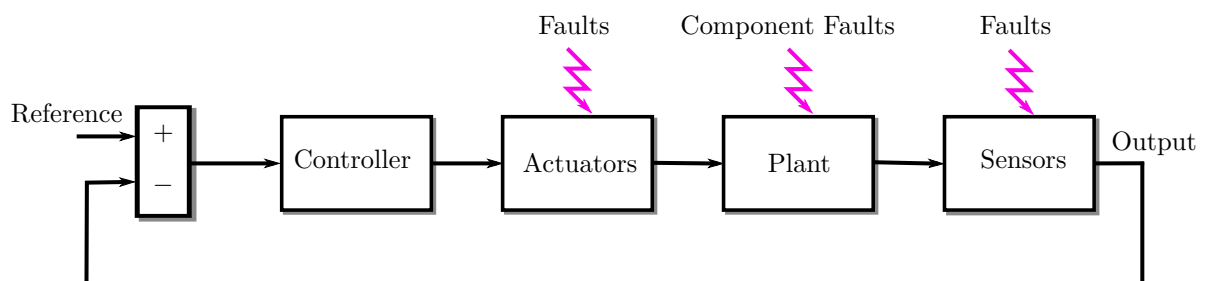 Faults
Component Faults
Faults
Reference
+
−
Controller
Actuators
Plant
Sensors
Output